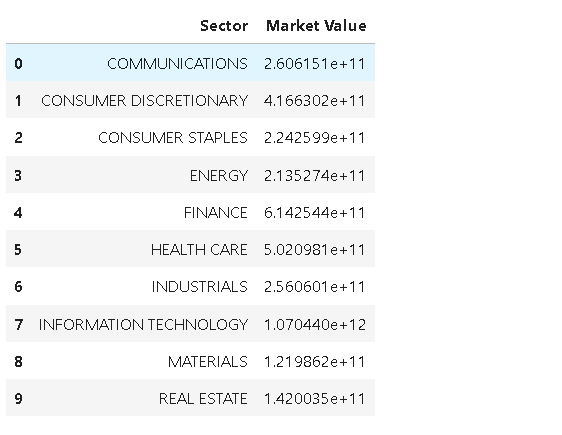 Sector Market Value
0 COMMUNICATIONS 2.606151e+11
1 CONSUMER DISCRETIONARY 4.166302e+11
2 CONSUMER STAPLES 2.242599e+11
3 ENERGY 2.135274e+11
4 FINANCE 6.142544e+11
5 HEALTH CARE 5.020981e+11
6 INDUSTRIALS 2.560601e+11
7 INFORMATION TECHNOLOGY 1.070440e+12
8 MATERIALS 1.219862e+11
9 REAL ESTATE 1.420035e+11